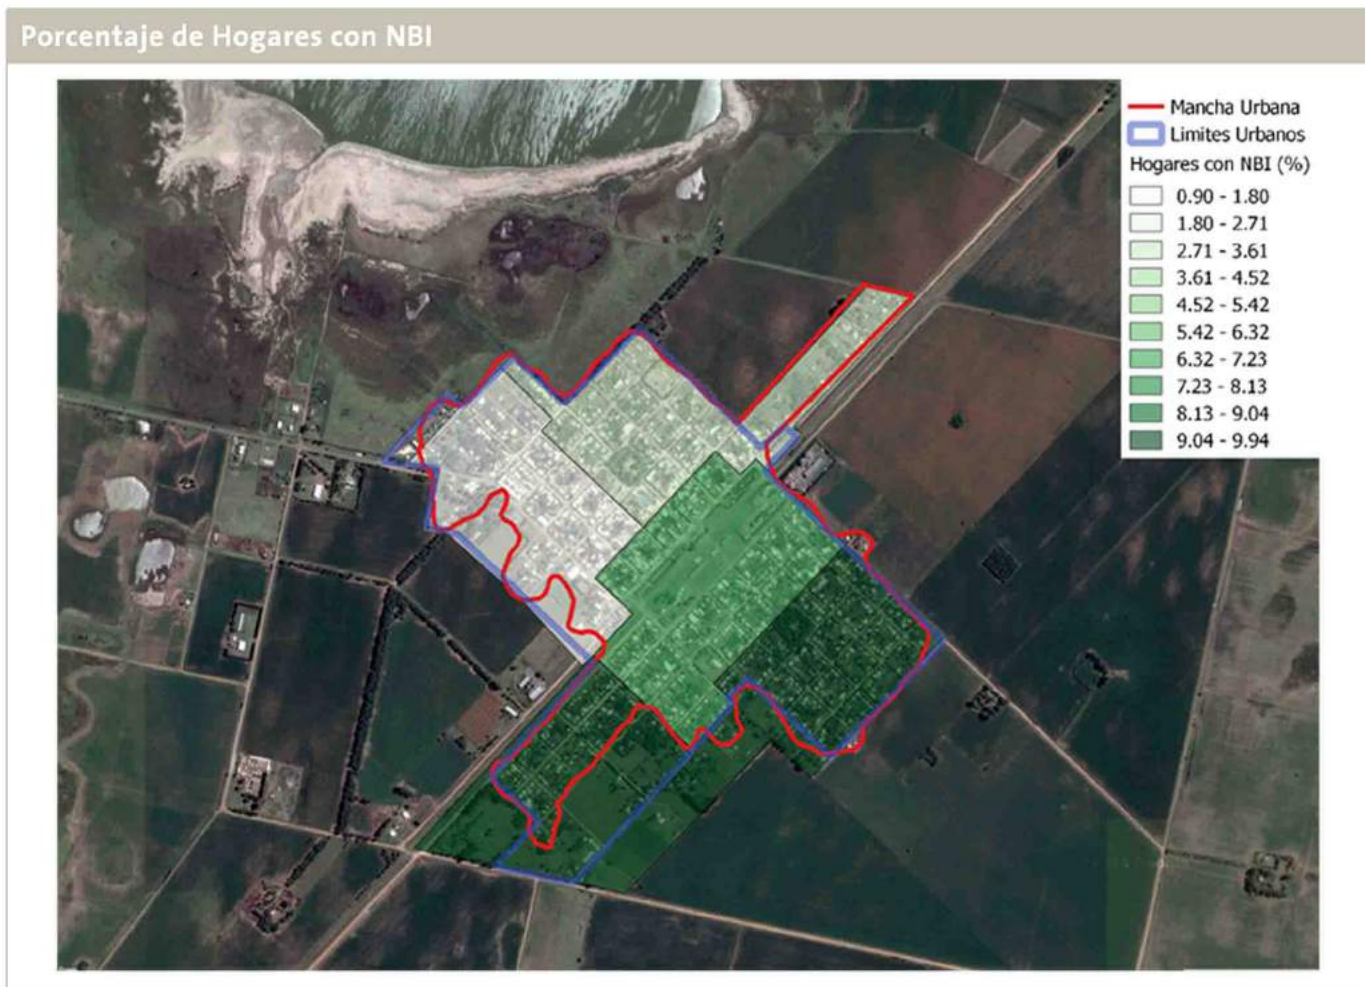 Porcentaje de Hogares con NBI
Mancha Urbana
Limites Urbanos
Hogares con NBI (%)
0.90 - 1.80
1.80 - 2.71
2.71 - 3.61
3.61 - 4.52
4.52 - 5.42
5.42 - 6.32
6.32 - 7.23
7.23 - 8.13
8.13 - 9.04
9.04 - 9.94